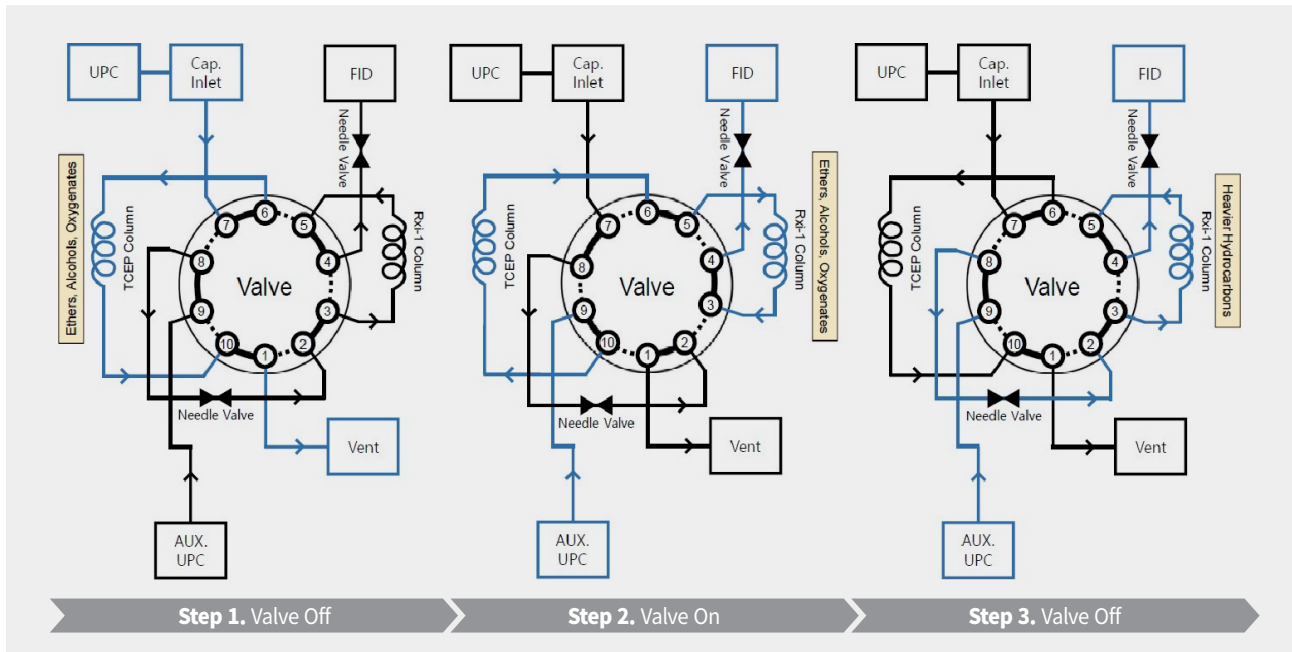 UPC
Cap.
Inlet
FID
Needle Valve
Ethers, Alcohols, Oxygenates
TCEP Column
Rxi-1 Column
6
5
7
4
8
Valve
9
3
10
2
1
Needle Valve
Vent
AUX.
UPC
Step 1. Valve Off
UPC
Cap.
Inlet
FID
Needle Valve
TCEP Column
Rxi-1 Column
Ethers, Alcohols, Oxygenates
6
5
7
4
8
Valve
9
3
10
2
1
Needle Valve
Vent
AUX.
UPC
Step 2. Valve On
UPC
Cap.
Inlet
FID
Needle Valve
TCEP Column
Rxi-1 Column
Heavier Hydrocarbons
6
5
7
4
8
Valve
9
3
10
2
1
Needle Valve
Vent
AUX.
UPC
Step 3. Valve Off